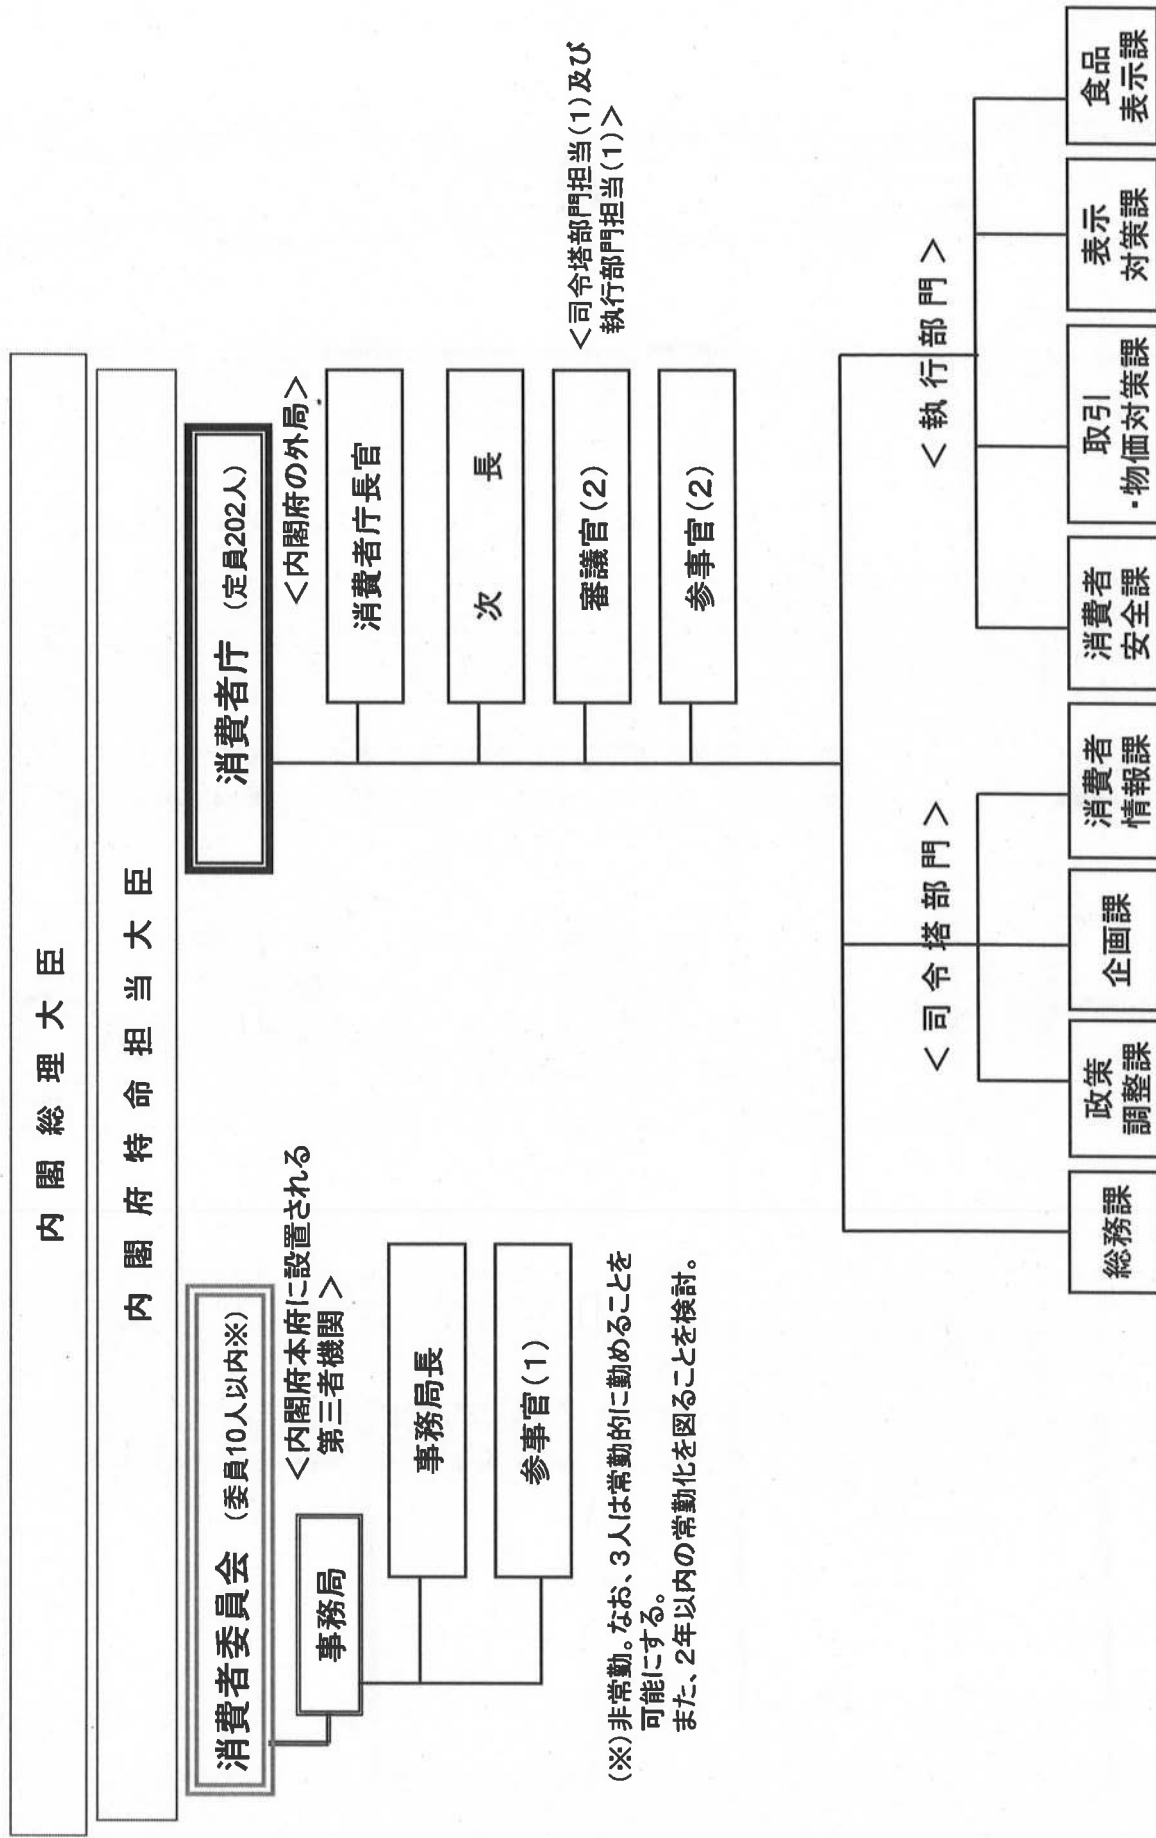 内閣総理大臣
内閣府特命担当大臣
消費者委員会 (委員10人以内※)
<内閣府本府に設置される
第三者機関>
事務局
事務局長
参事官(1)
(※)非常勤。なお、3人は常勤的に勤めることを
可能にする。
また、2年以内の常勤化を図ることを検討。
消費者庁 (定員202人)
<内閣府の外局>
消費者庁長官
次長
審議官(2)
<司令塔部門担当(1)及び
執行部門担当(1)>
参事官(2)
<司令塔部門>
<執行部門>
総務課
政策
調整課
企画課
消費者
情報課
消費者
安全課
取引
・物価対策課
表示
対策課
食品
表示課